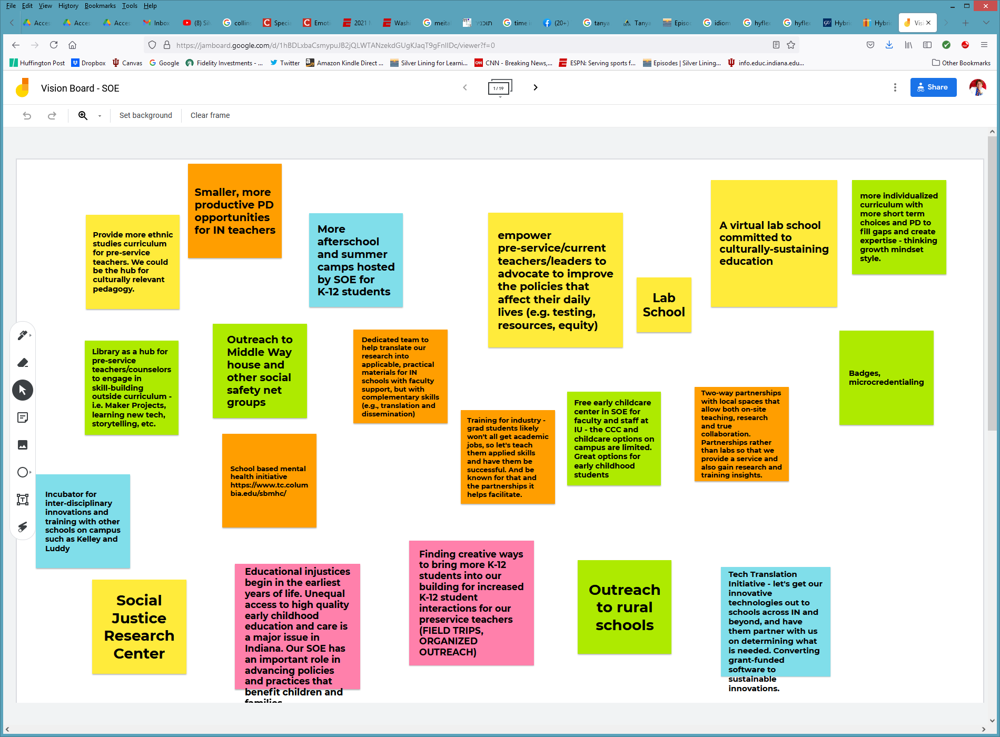 File Edit View History Bookmarks Tools Help
Acces
Acces
Acces
Inbox
(8) Sil
collin
Specia
Emoti
2021
Washi
meita
תוכניר
time i
(20+)
tanya
Tanya
Episo
idiom
hyflex
hyflex
Hybri
Hybri
Visi
https://jamboard.google.com/d/1hBDLxbaCsmypuJB2jQLWTANzekdGUgKJaqT9gFnIIDc/viewer?f=0
Huffington Post
Dropbox
Canvas
Google
Fidelity Investments - ...
Twitter
Amazon Kindle Direct ...
Silver Lining for Learni...
CNN - Breaking News,...
ESPN: Serving sports f...
Episodes | Silver Lining...
info.educ.indiana.edu...
Other Bookmarks
Vision Board - SOE
1 / 19
Share
Set background
Clear frame
Smaller, more
productive PD
opportunities
for IN teachers
Provide more ethnic
studies curriculum
for pre-service
teachers. We could
be the hub for
culturally relevant
pedagogy.
More
afterschool
and summer
camps hosted
by SOE for
K-12 students
empower
pre-service/current
teachers/leaders to
advocate to improve
the policies that
affect their daily
lives (e.g. testing,
resources, equity)
Lab
School
A virtual lab school
committed to
culturally-sustaining
education
more individualized
curriculum with
more short term
choices and PD to
fill gaps and create
expertise - thinking
growth mindset
style.
Library as a hub for
pre-service
teachers/counselors
to engage in
skill-building
outside curriculum -
i.e. Maker Projects,
learning new tech,
storytelling, etc.
Outreach to
Middle Way
house and
other social
safety net
groups
Dedicated team to
help translate our
research into
applicable, practical
materials for IN
schools with faculty
support, but with
complementary skills
(e.g., translation and
dissemination)
Training for industry -
grad students likely
won't all get academic
jobs, so let's teach
them applied skills
and have them be
successful. And be
known for that and
the partnerships it
helps facilitate.
Free early childcare
center in SOE for
faculty and staff at
IU - the CCC and
childcare options on
campus are limited.
Great options for
early childhood
students
Two-way partnerships
with local spaces that
allow both on-site
teaching, research
and true
collaboration.
Partnerships rather
than labs so that we
provide a service and
also gain research and
training insights.
Badges,
microcredentialing
School based mental
health initiative
https://www.tc.colum
bia.edu/sbmhc/
Incubator for
inter-disciplinary
innovations and
training with other
schools on campus
such as Kelley and
Luddy
Social
Justice
Research
Center
Educational injustices
begin in the earliest
years of life. Unequal
access to high quality
early childhood
education and care is
a major issue in
Indiana. Our SOE has
an important role in
advancing policies
and practices that
benefit children and
families
Finding creative ways
to bring more K-12
students into our
building for increased
K-12 student
interactions for our
preservice teachers
(FIELD TRIPS,
ORGANIZED
OUTREACH)
Outreach
to rural
schools
Tech Translation
Initiative - let's get our
innovative
technologies out to
schools across IN and
beyond, and have
them partner with us
on determining what
is needed. Converting
grant-funded
software to
sustainable
innovations.